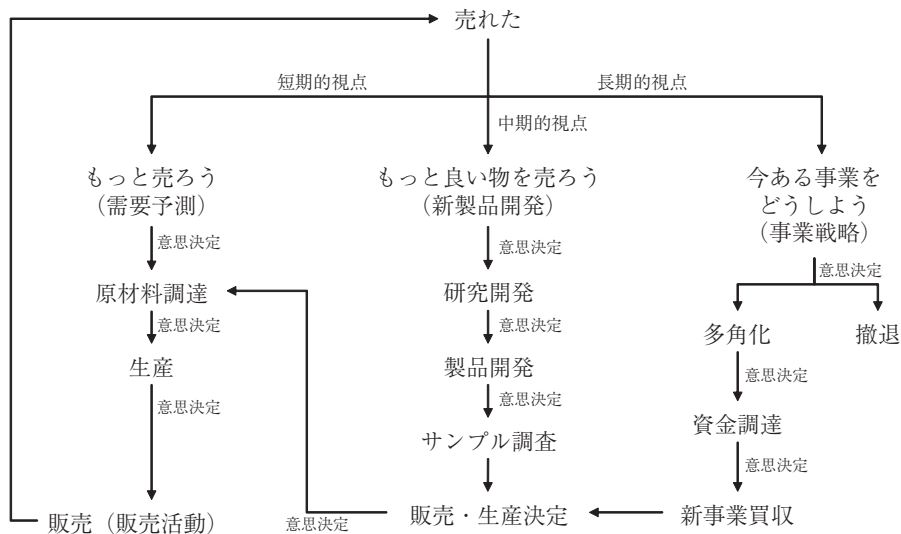 売れた
短期的視点
長期的視点
中期的視点
もっと売ろう
（需要予測）
もっと良い物を売ろう
（新製品開発）
今ある事業を
どうしよう
（事業戦略）
意思決定
意思決定
意思決定
原材料調達
研究開発
意思決定
意思決定
多角化
撤退
生産
製品開発
意思決定
意思決定
意思決定
資金調達
サンプル調査
意思決定
販売（販売活動）
意思決定
販売・生産決定
新事業買収